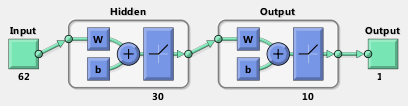 Hidden Output
Input Output
W W
b + b +
62 1
30 10